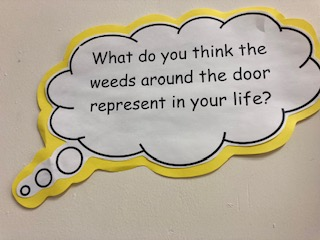 What do you think the
weeds around the door
represent in your life?